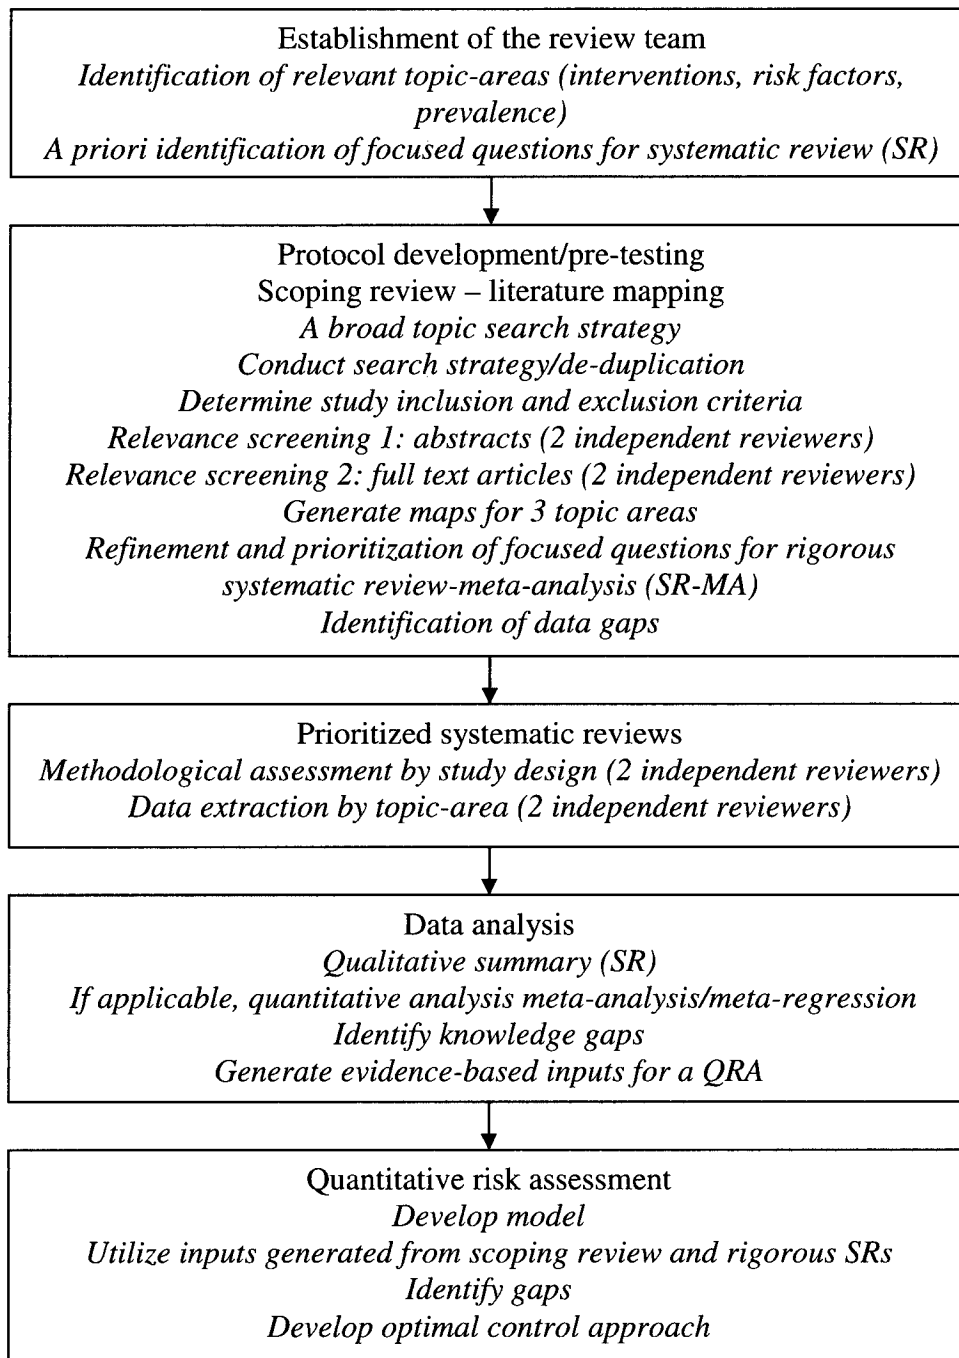 Establishment of the review team
Identification of relevant topic-areas (interventions, risk factors,
prevalence)
A priori identification of focused questions for systematic review (SR)
Protocol development/pre-testing
Scoping review – literature mapping
A broad topic search strategy
Conduct search strategy/de-duplication
Determine study inclusion and exclusion criteria
Relevance screening 1: abstracts (2 independent reviewers)
Relevance screening 2: full text articles (2 independent reviewers)
Generate maps for 3 topic areas
Refinement and prioritization of focused questions for rigorous
systematic review-meta-analysis (SR-MA)
Identification of data gaps
Prioritized systematic reviews
Methodological assessment by study design (2 independent reviewers)
Data extraction by topic-area (2 independent reviewers)
Data analysis
Qualitative summary (SR)
If applicable, quantitative analysis meta-analysis/meta-regression
Identify knowledge gaps
Generate evidence-based inputs for a QRA
Quantitative risk assessment
Develop model
Utilize inputs generated from scoping review and rigorous SRs
Identify gaps
Develop optimal control approach